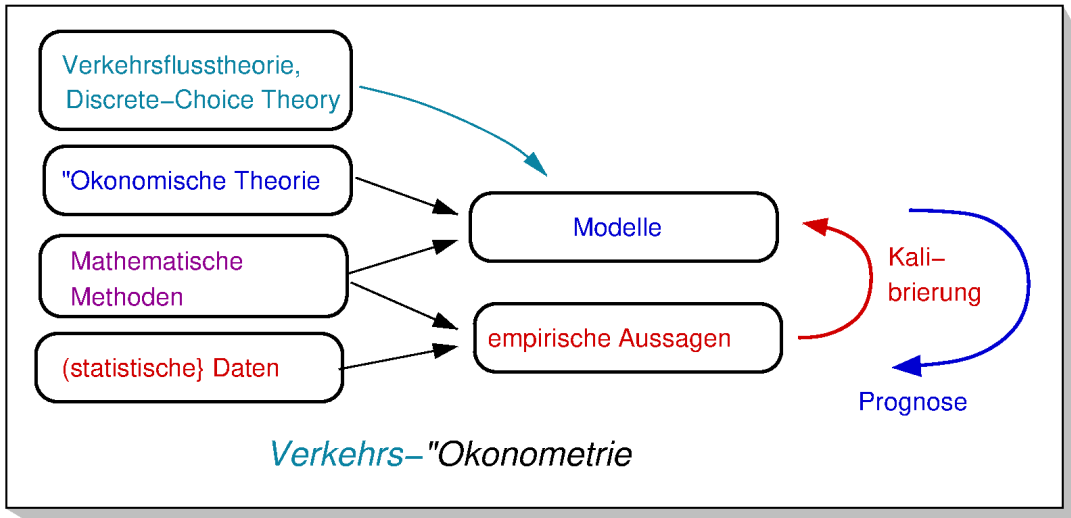 Verkehrsflusstheorie,
Discrete−Choice Theory
"Okonomische Theorie
Mathematische
Methoden
(statistische} Daten
Modelle
empirische Aussagen
Kali−
brierung
Prognose
Verkehrs−"Okonometrie